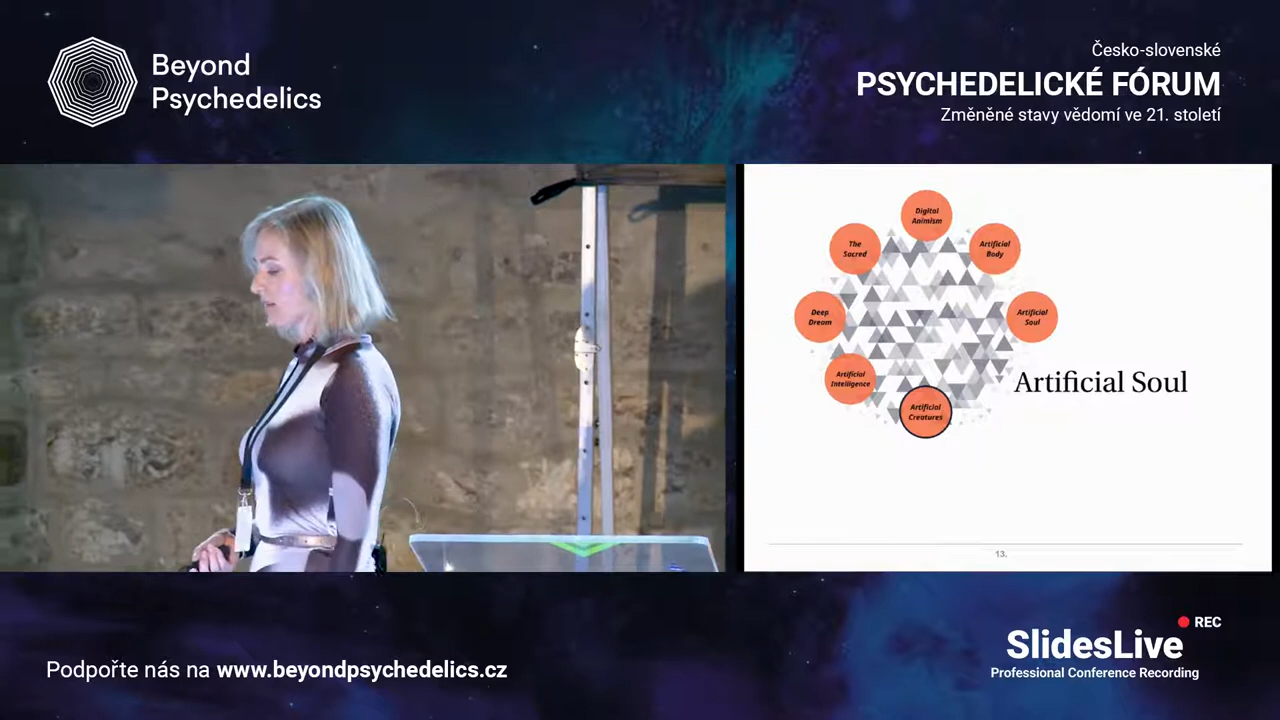 Beyond
Psychedelics
Česko-slovenské
PSYCHEDELICKÉ FÓRUM
Změněné stavy vědomí ve 21. století
Digital
Animism
The
Sacred
Artificial
Body
Deep
Dream
Artificial
Soul
Artificial
Intelligence
Artificial
Creatures
Artificial Soul
13.
Podpořte nás na www.beyondpsychedelics.cz
REC
SlidesLive
Professional Conference Recording